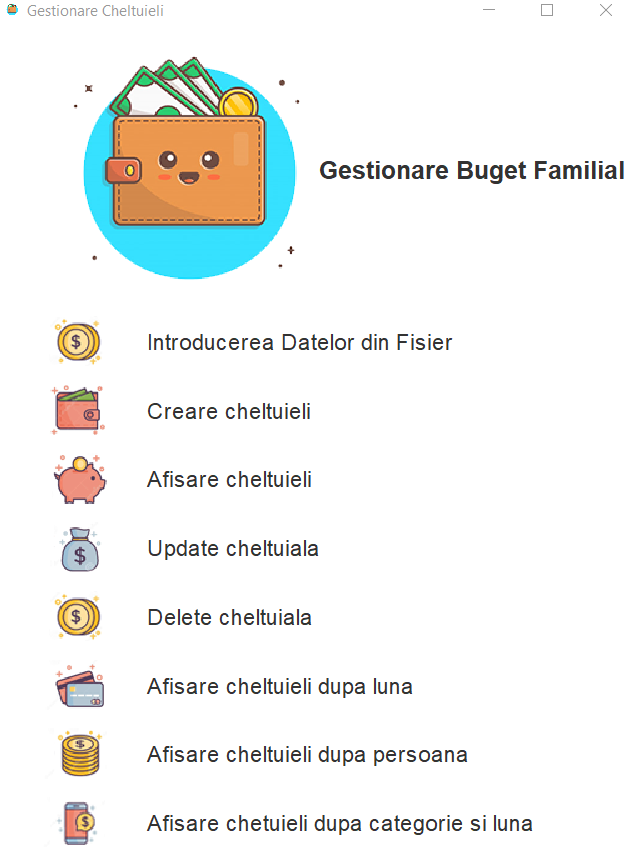 Gestionare Cheltuieli
Gestionare Buget Familial
Introducerea Datelor din Fisier
Creare cheltuieli
Afisare cheltuieli
Update cheltuiala
Delete cheltuiala
Afisare cheltuieli dupa luna
Afisare cheltuieli dupa persoana
Afisare chetuieli dupa categorie si luna